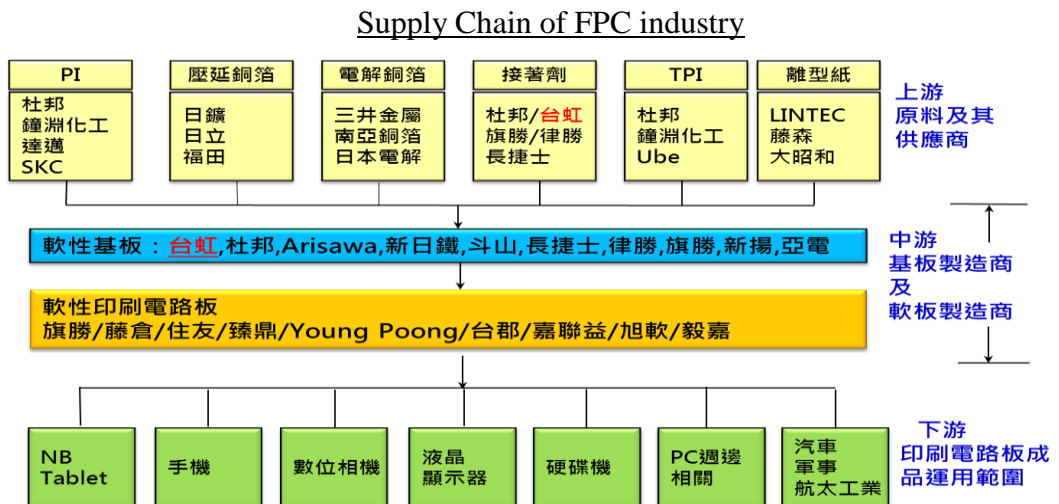 Supply Chain of FPC industry
PI
杜邦
鐘淵化工
達邁
SKC
壓延銅箔
日鑛
日立
福田
電解銅箔
三井金屬
南亞銅箔
日本電解
接著劑
杜邦/台虹
旗勝/律勝
長捷士
TPI
杜邦
鐘淵化工
Ube
離型紙
LINTEC
藤森
大昭和
上游
原料及其
供應商
軟性基板：台虹,杜邦,Arisawa,新日鐵,斗山,長捷士,律勝,旗勝,新揚,亞電
軟性印刷電路板
旗勝/藤倉/住友/臻鼎/Young Poong/台郡/嘉聯益/旭軟/毅嘉
中游
基板製造商
及
軟板製造商
NB
Tablet
手機
數位相機
液晶
顯示器
硬碟機
PC週邊
相關
汽車
軍事
航太工業
下游
印刷電路板成
品運用範圍